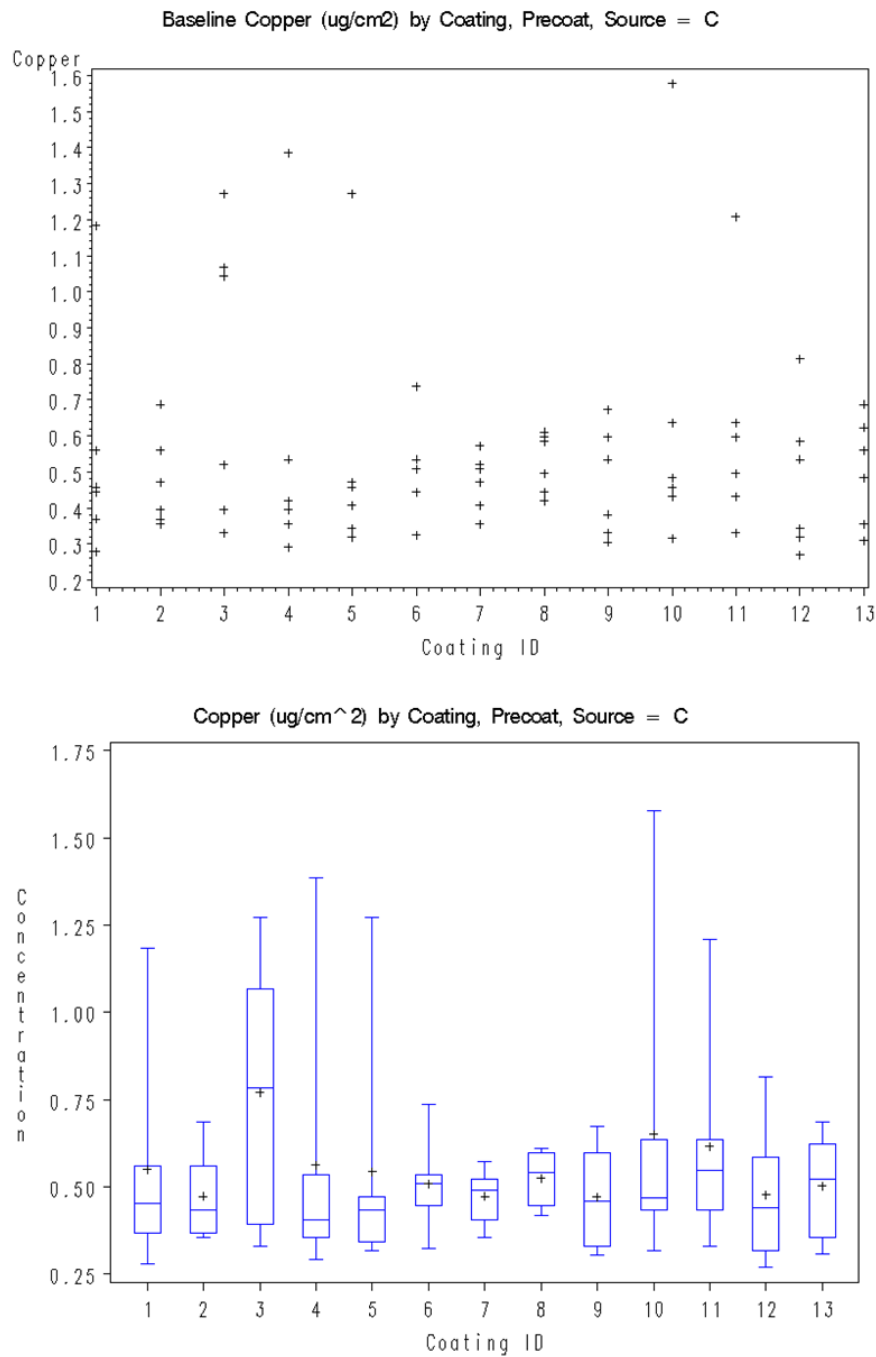 Baseline Copper (ug/cm2) by Coating, Precoat, Source = C
Copper
1.6
1.5
1.4
1.3
1.2
1.1
1.0
0.9
0.8
0.7
0.6
0.5
0.4
0.3
0.2
1 2 3 4 5 6 7 8 9 10 11 12 13
Coating ID
Copper (ug/cm^2) by Coating, Precoat, Source = C
1.75
1.50
1.25
1.00
0.75
0.50
0.25
Concentration
1 2 3 4 5 6 7 8 9 10 11 12 13
Coating ID